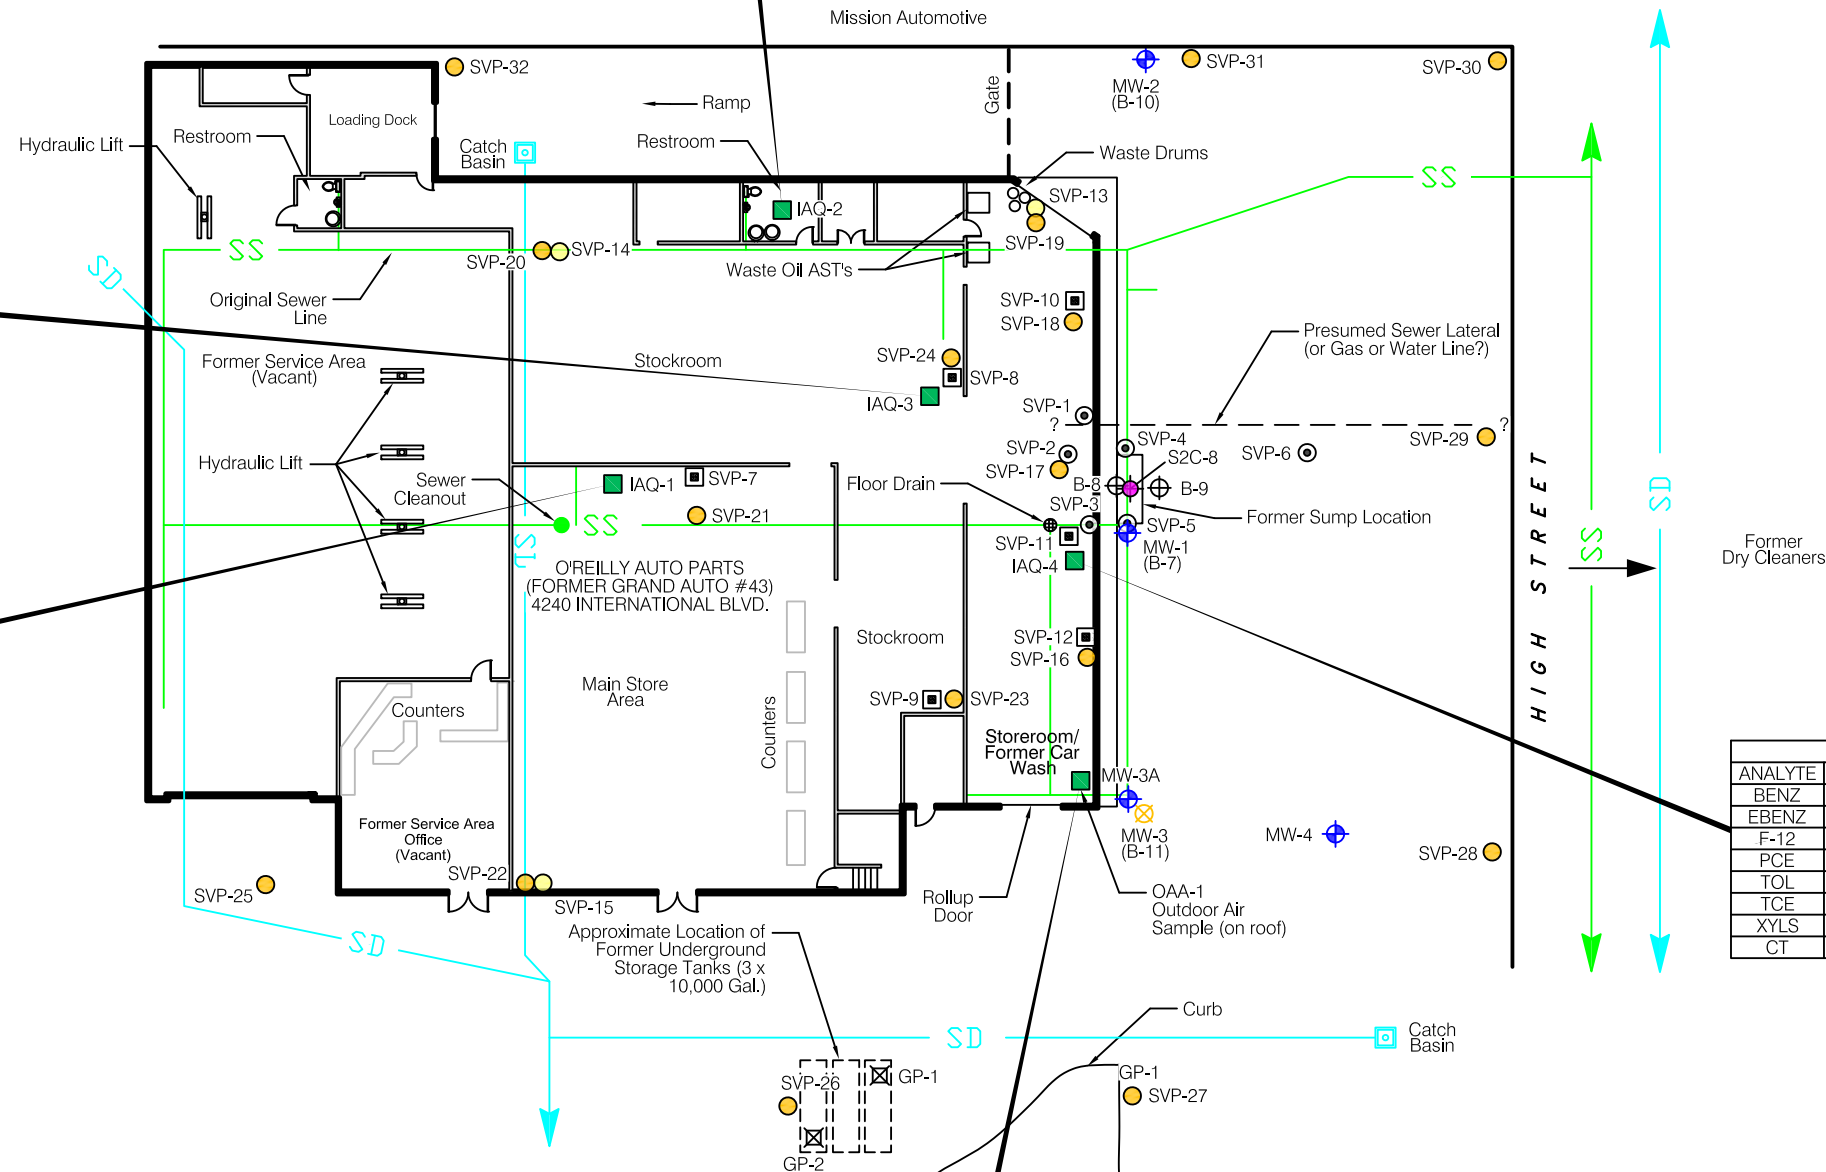 Mission Automotive
SVP-32
Ramp
Gate
MW-2
(B-10)
SVP-31
SVP-30
Hydraulic Lift
Restroom
Loading Dock
Catch
Basin
Restroom
Waste Drums
SS
IAQ-2
SVP-13
SVP-19
SD
SS
SVP-20
SVP-14
Waste Oil AST's
Original Sewer
Line
SVP-10
SVP-18
Presumed Sewer Lateral
(or Gas or Water Line?)
Former Service Area
(Vacant)
Stockroom
SVP-24
SVP-8
IAQ-3
SVP-1
?
?
SVP-29
SVP-2
SVP-4
SVP-6
S2C-8
SVP-17
Hydraulic Lift
Sewer
Cleanout
IAQ-1
SVP-7
Floor Drain
B-8
B-9
SVP-3
SVP-21
SS
SD
SVP-5
Former Sump Location
SVP-11
MW-1
(B-7)
IAQ-4
HIGH STREET
SS
SD
Former
Dry Cleaners
O'REILLY AUTO PARTS
(FORMER GRAND AUTO #43)
4240 INTERNATIONAL BLVD.
Stockroom
SVP-12
SVP-16
Main Store
Area
SVP-9
SVP-23
Counters
Counters
Storeroom/
Former Car
Wash
MW-3A
ANALYTE
BENZ
EBENZ
F-12
PCE
TOL
TCE
XYLS
CT
Former Service Area
Office
(Vacant)
MW-3
(B-11)
MW-4
SVP-28
SVP-22
SVP-25
SVP-15
Rollup
Door
OAA-1
Outdoor Air
Sample (on roof)
SD
Approximate Location of
Former Underground
Storage Tanks (3 x
10,000 Gal.)
Curb
SD
Catch
Basin
SVP-26
GP-1
GP-1
SVP-27
GP-2